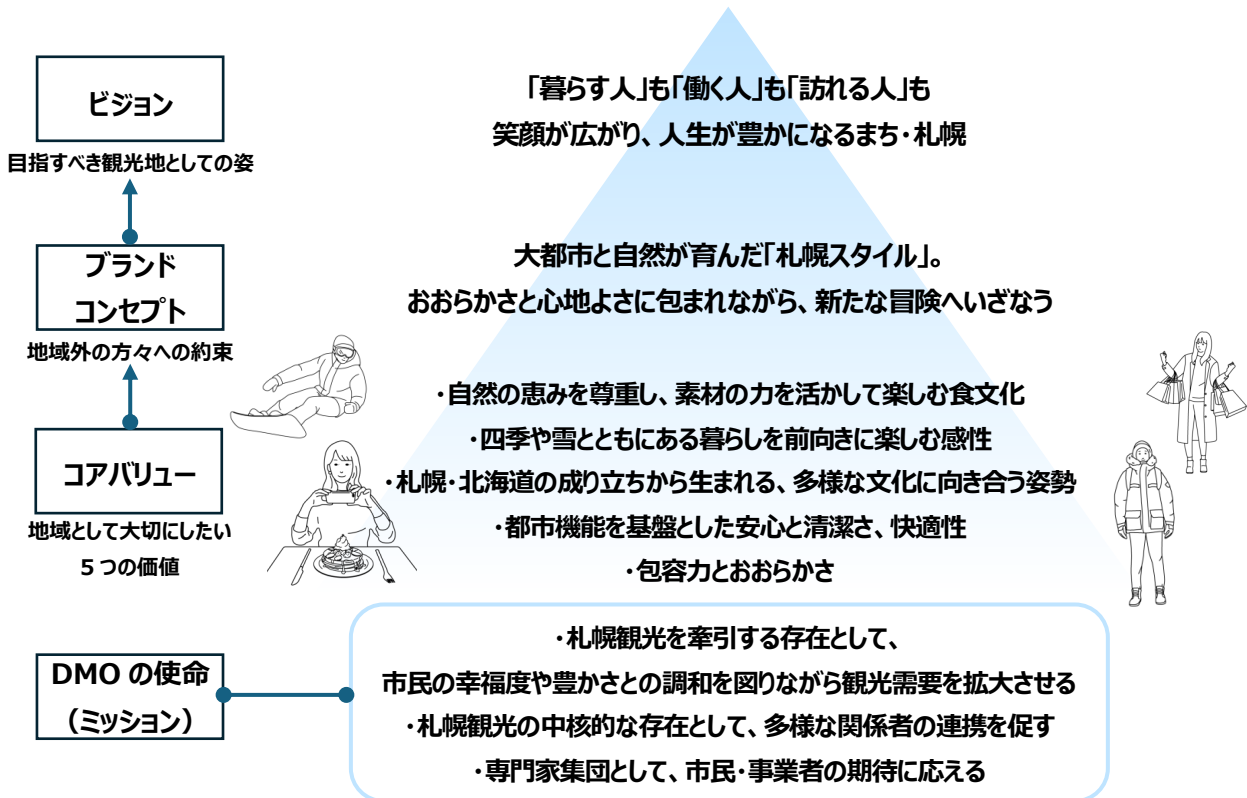 ビジョン
目指すべき観光地としての姿
「暮らす人」も「働く人」も「訪れる人」も
笑顔が広がり、人生が豊かになるまち・札幌
ブランド
コンセプト
地域外の方々への約束
大都市と自然が育んだ「札幌スタイル」。
おおらかさと心地よさに包まれながら、新たな冒険へいざなう
コアバリュー
地域として大切にしたい
５つの価値
・自然の恵みを尊重し、素材の力を活かして楽しむ食文化
・四季や雪とともにある暮らしを前向きに楽しむ感性
・札幌・北海道の成り立ちから生まれる、多様な文化に向き合う姿勢
・都市機能を基盤とした安心と清潔さ、快適性
・包容力とおおらかさ
DMO の使命
（ミッション）
・札幌観光を牽引する存在として、
市民の幸福度や豊かさとの調和を図りながら観光需要を拡大させる
・札幌観光の中核的な存在として、多様な関係者の連携を促す
・専門家集団として、市民・事業者の期待に応える